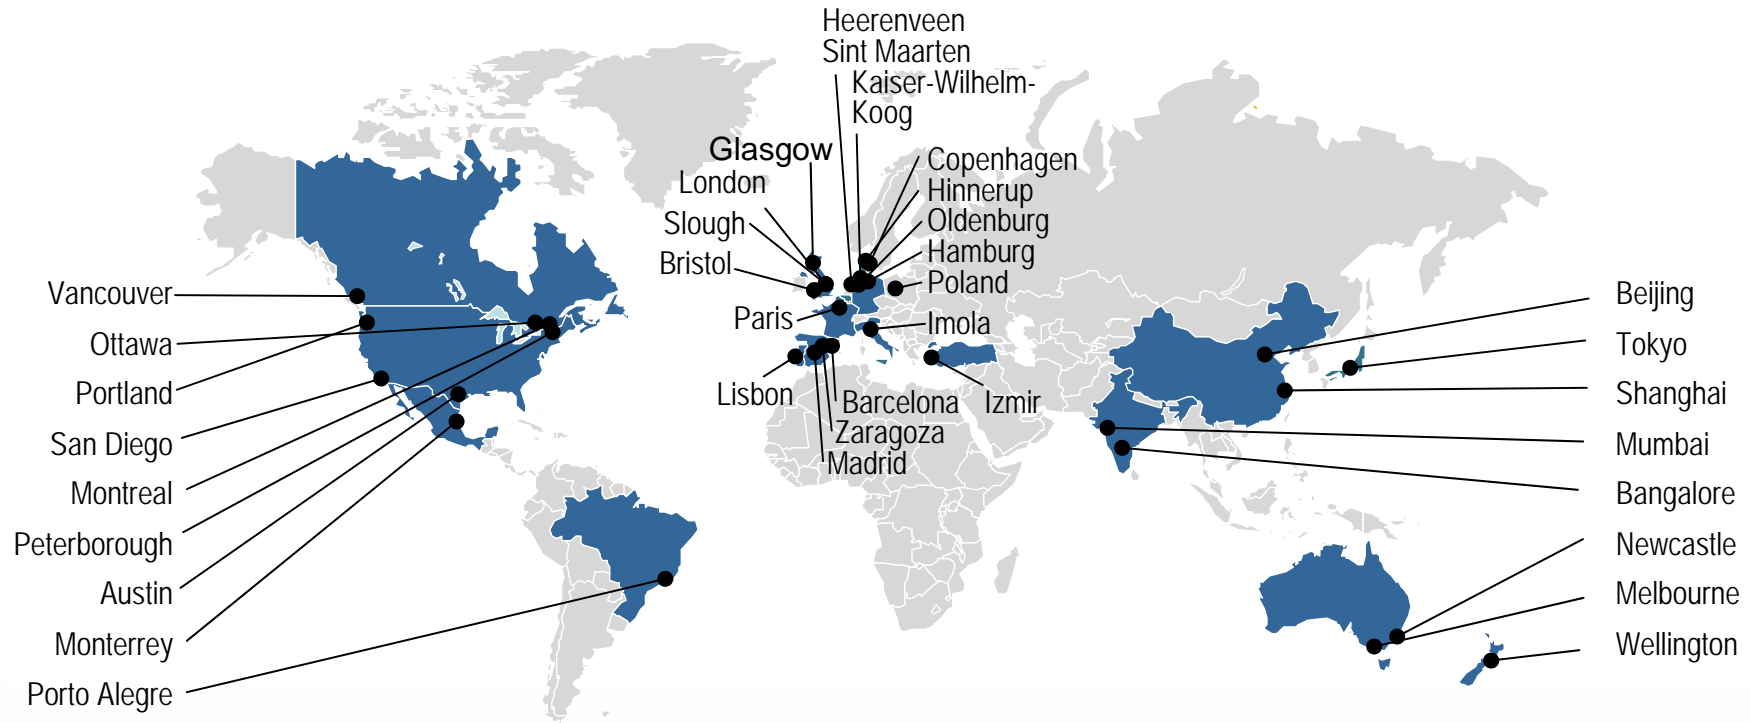 Heerenveen
Sint Maarten
Kaiser-Wilhelm-
Koog
Glasgow
London
Slough
Bristol
Copenhagen
Hinnerup
Oldenburg
Hamburg
Poland
Paris
Imola
Lisbon
Barcelona
Zaragoza
Madrid
Izmir
Vancouver
Ottawa
Portland
San Diego
Montreal
Peterborough
Austin
Monterrey
Porto Alegre
Beijing
Tokyo
Shanghai
Mumbai
Bangalore
Newcastle
Melbourne
Wellington